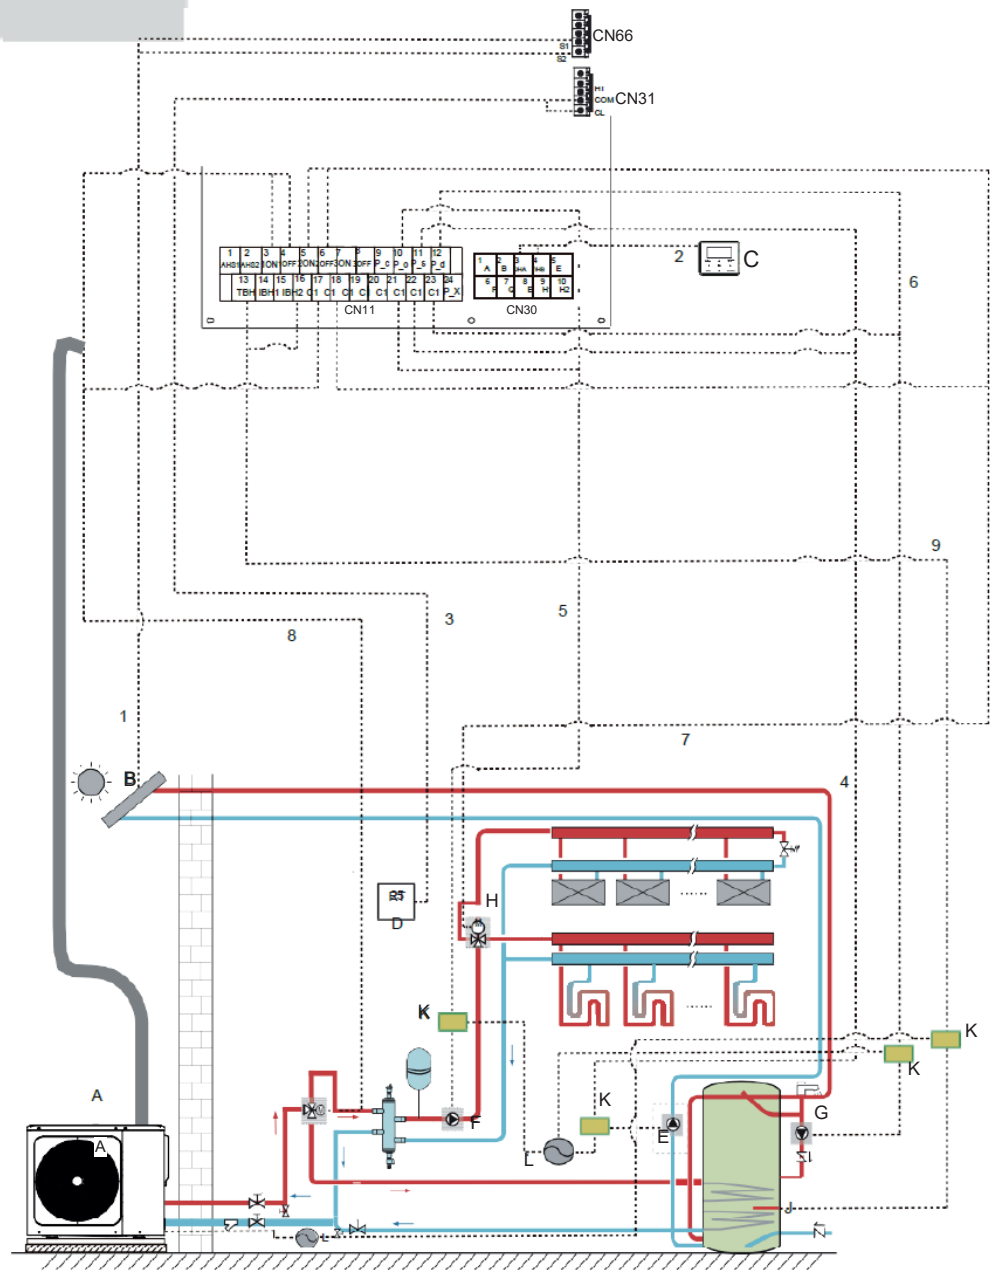 CN66
S1
S2
HI
COM CN31
CL
1 2 3 4 5 6 7 8 9 10 11 12
AHS1 AHS2 1ON 1OFF 2ON 2OFF 3ON 3OFF P_c P_o P_s P_d
13 14 15 16 17 18 19 20 21 22 23 24
TBH IBH1 IBH2 C1 C1 C1 C1 C1 C1 C1 C1 P_X
CN11
1 2 3 4 5
A B E
6 7 8 9 10
H2
CN30
2 C
6
9
5
3
8
1
7
B
4
H
D
K
K
K
A
K
G
F
E
A
L
J
L